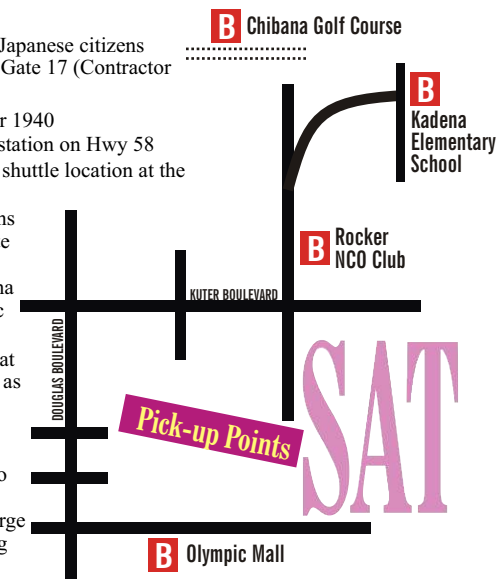 B Chibana Golf Course
Japanese citizens
Gate 17 (Contractor
r 1940
station on Hwy 58
shuttle location at the
ns
te
na
c
at
as
o
rge
g
B
Kadena
Elementary
School
B Rocker
NCO Club
KUTER BOULEVARD
DOUGLAS BOULEVARD
Pick-up Points
SAT
B Olympic Mall